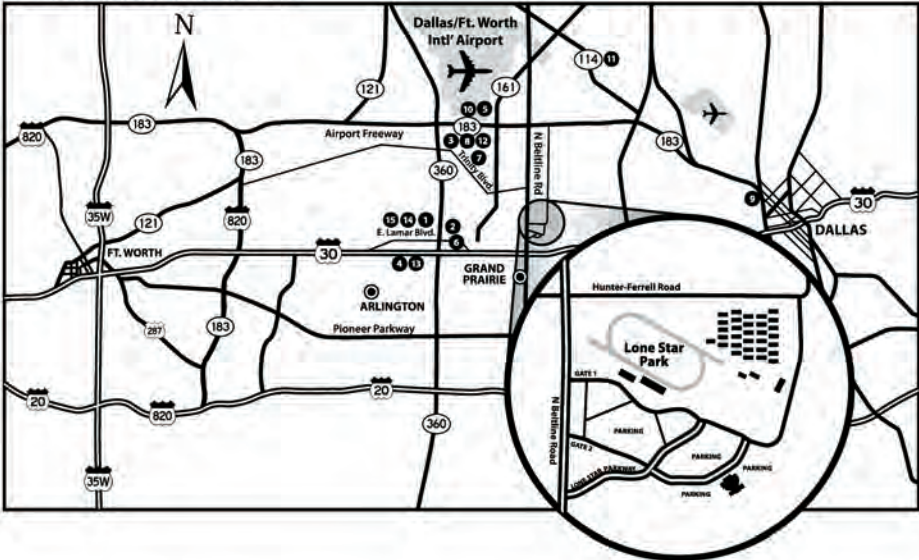 Dallas/Ft. Worth
Intl' Airport
N
114
11
121
161
10
5
820
183
183
183
Airport Freeway
3
8
12
7
183
183
Trinity Blvd.
N Beltline Rd
360
9
30
35W
121
820
15
14
1
E. Lamar Blvd.
2
6
DALLAS
FT. WORTH
30
4
13
GRAND
PRAIRIE
ARLINGTON
Hunter-Ferrell Road
287
183
Pioneer Parkway
Lone Star
Park
GATE 1
20
820
20
360
N Beltline Road
PARKING
GATE 2
PARKING
PARKING
LONE STAR PARKWAY
PARKING
35W